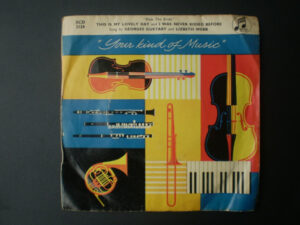 SCD
2129
"Bless The Bride"
THIS IS MY LOVELY DAY and I WAS NEVER KISSED BEFORE
Sung by GEORGES GUETARY and LIZBETH WEBB
"Your Kind of Music"